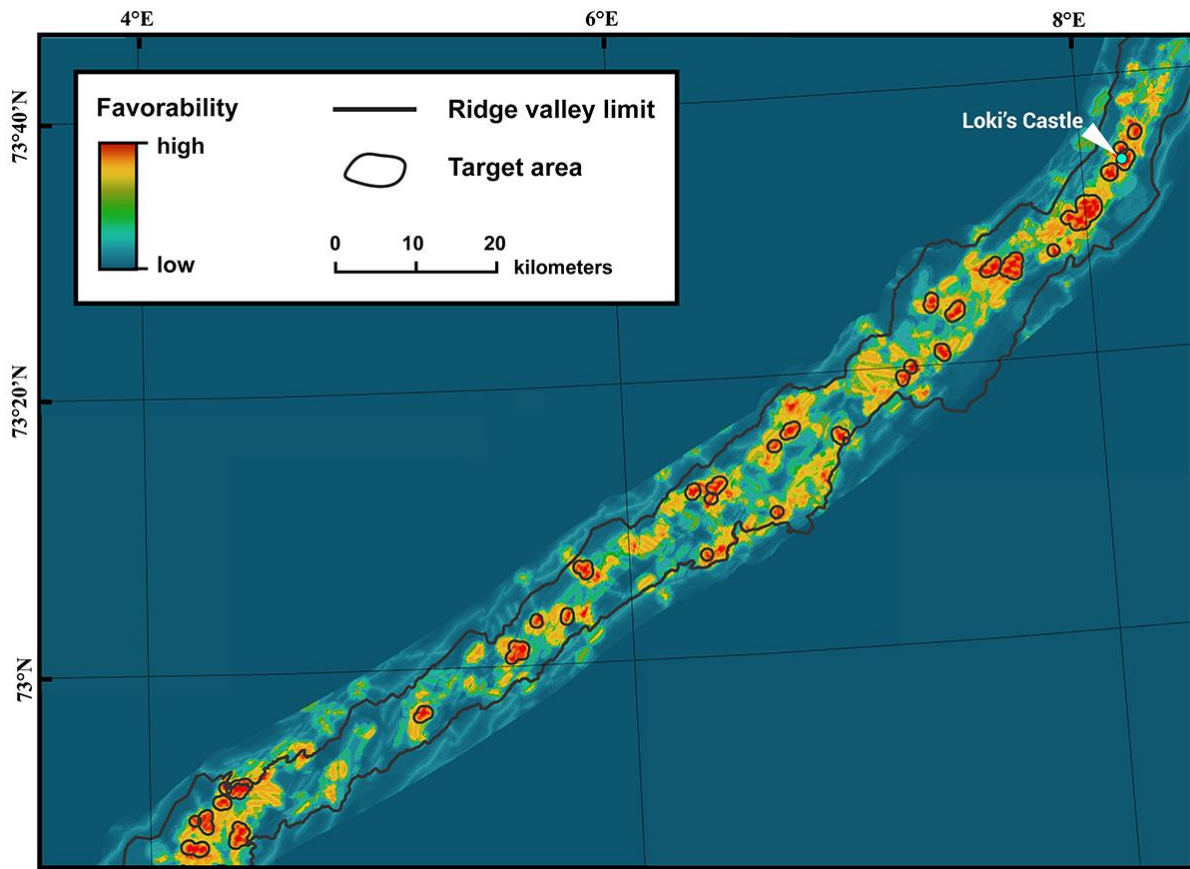 4°E 6°E 8°E
73°40'N
73°20'N
73°N
Favorability
high
low
Ridge valley limit
Target area
0 10 20
kilometers
Loki's Castle